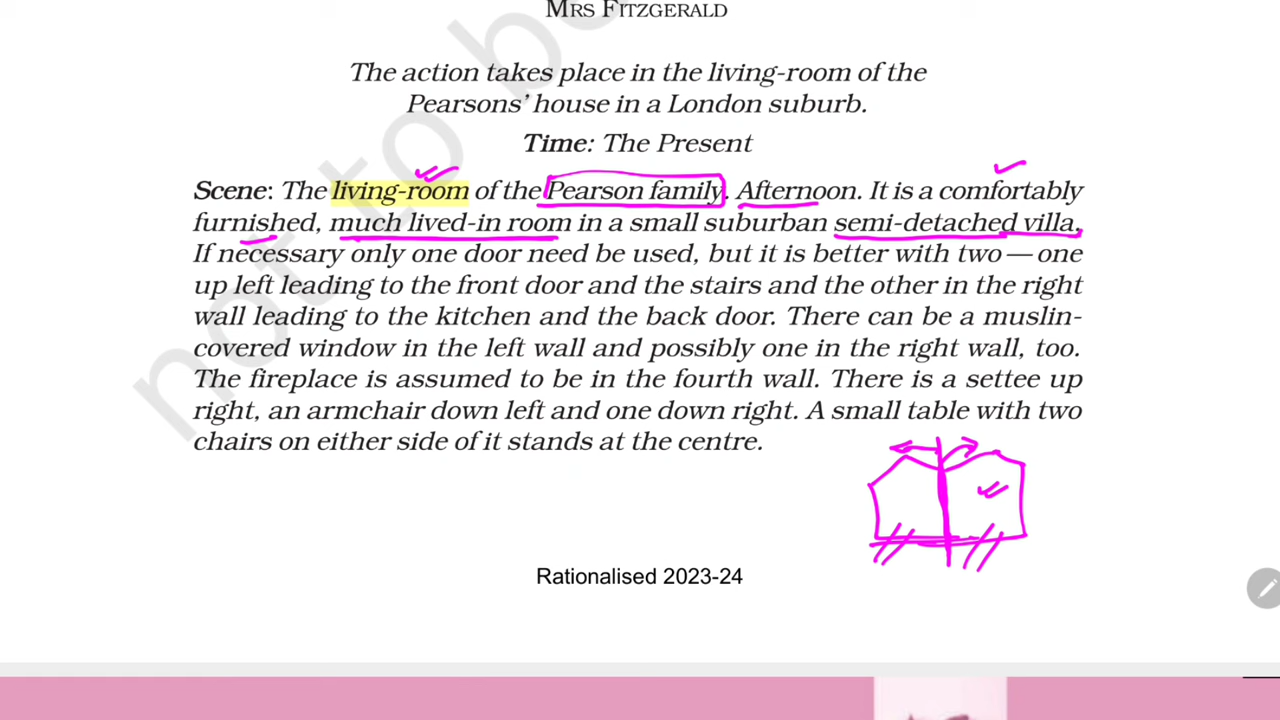 MRS FITZGERALD
The action takes place in the living-room of the
Pearsons' house in a London suburb.
Time: The Present
Scene: The living-room of the Pearson family. Afternoon. It is a comfortably
furnished, much lived-in room in a small suburban semi-detached villa.
If necessary only one door need be used, but it is better with two — one
up left leading to the front door and the stairs and the other in the right
wall leading to the kitchen and the back door. There can be a muslin-
covered window in the left wall and possibly one in the right wall, too.
The fireplace is assumed to be in the fourth wall. There is a settee up
right, an armchair down left and one down right. A small table with two
chairs on either side of it stands at the centre.
Rationalised 2023-24
not to be